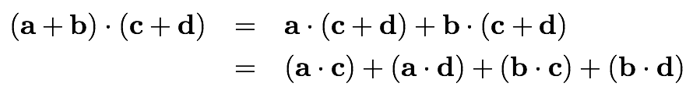 (a + b) · (c + d) = a · (c + d) + b · (c + d)
= (a · c) + (a · d) + (b · c) + (b · d)